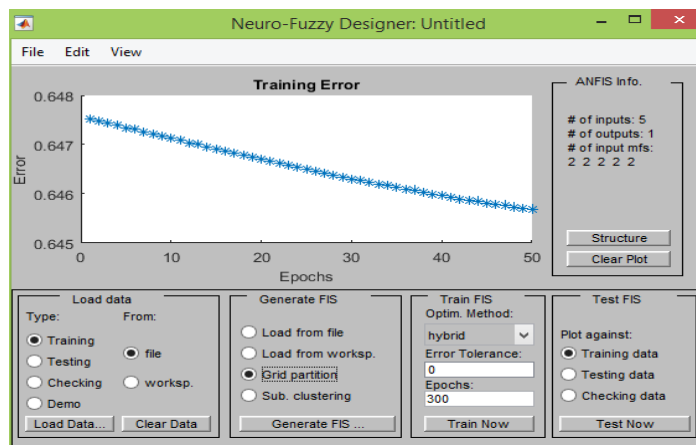 Neuro-Fuzzy Designer: Untitled
File Edit View
Training Error
0.648
0.647
0.646
0.645
Error
0 10 20 30 40 50
Epochs
ANFIS Info.
# of inputs: 5
# of outputs: 1
# of input mfs:
2 2 2 2 2
Structure
Clear Plot
Load data
Type: From:
Training
Testing
Checking
Demo
file
worksp.
Load Data... Clear Data
Generate FIS
Load from file
Load from worksp.
Grid partition
Sub. clustering
Generate FIS ...
Train FIS
Optim. Method:
hybrid
Error Tolerance:
0
Epochs:
300
Train Now
Test FIS
Plot against:
Training data
Testing data
Checking data
Test Now